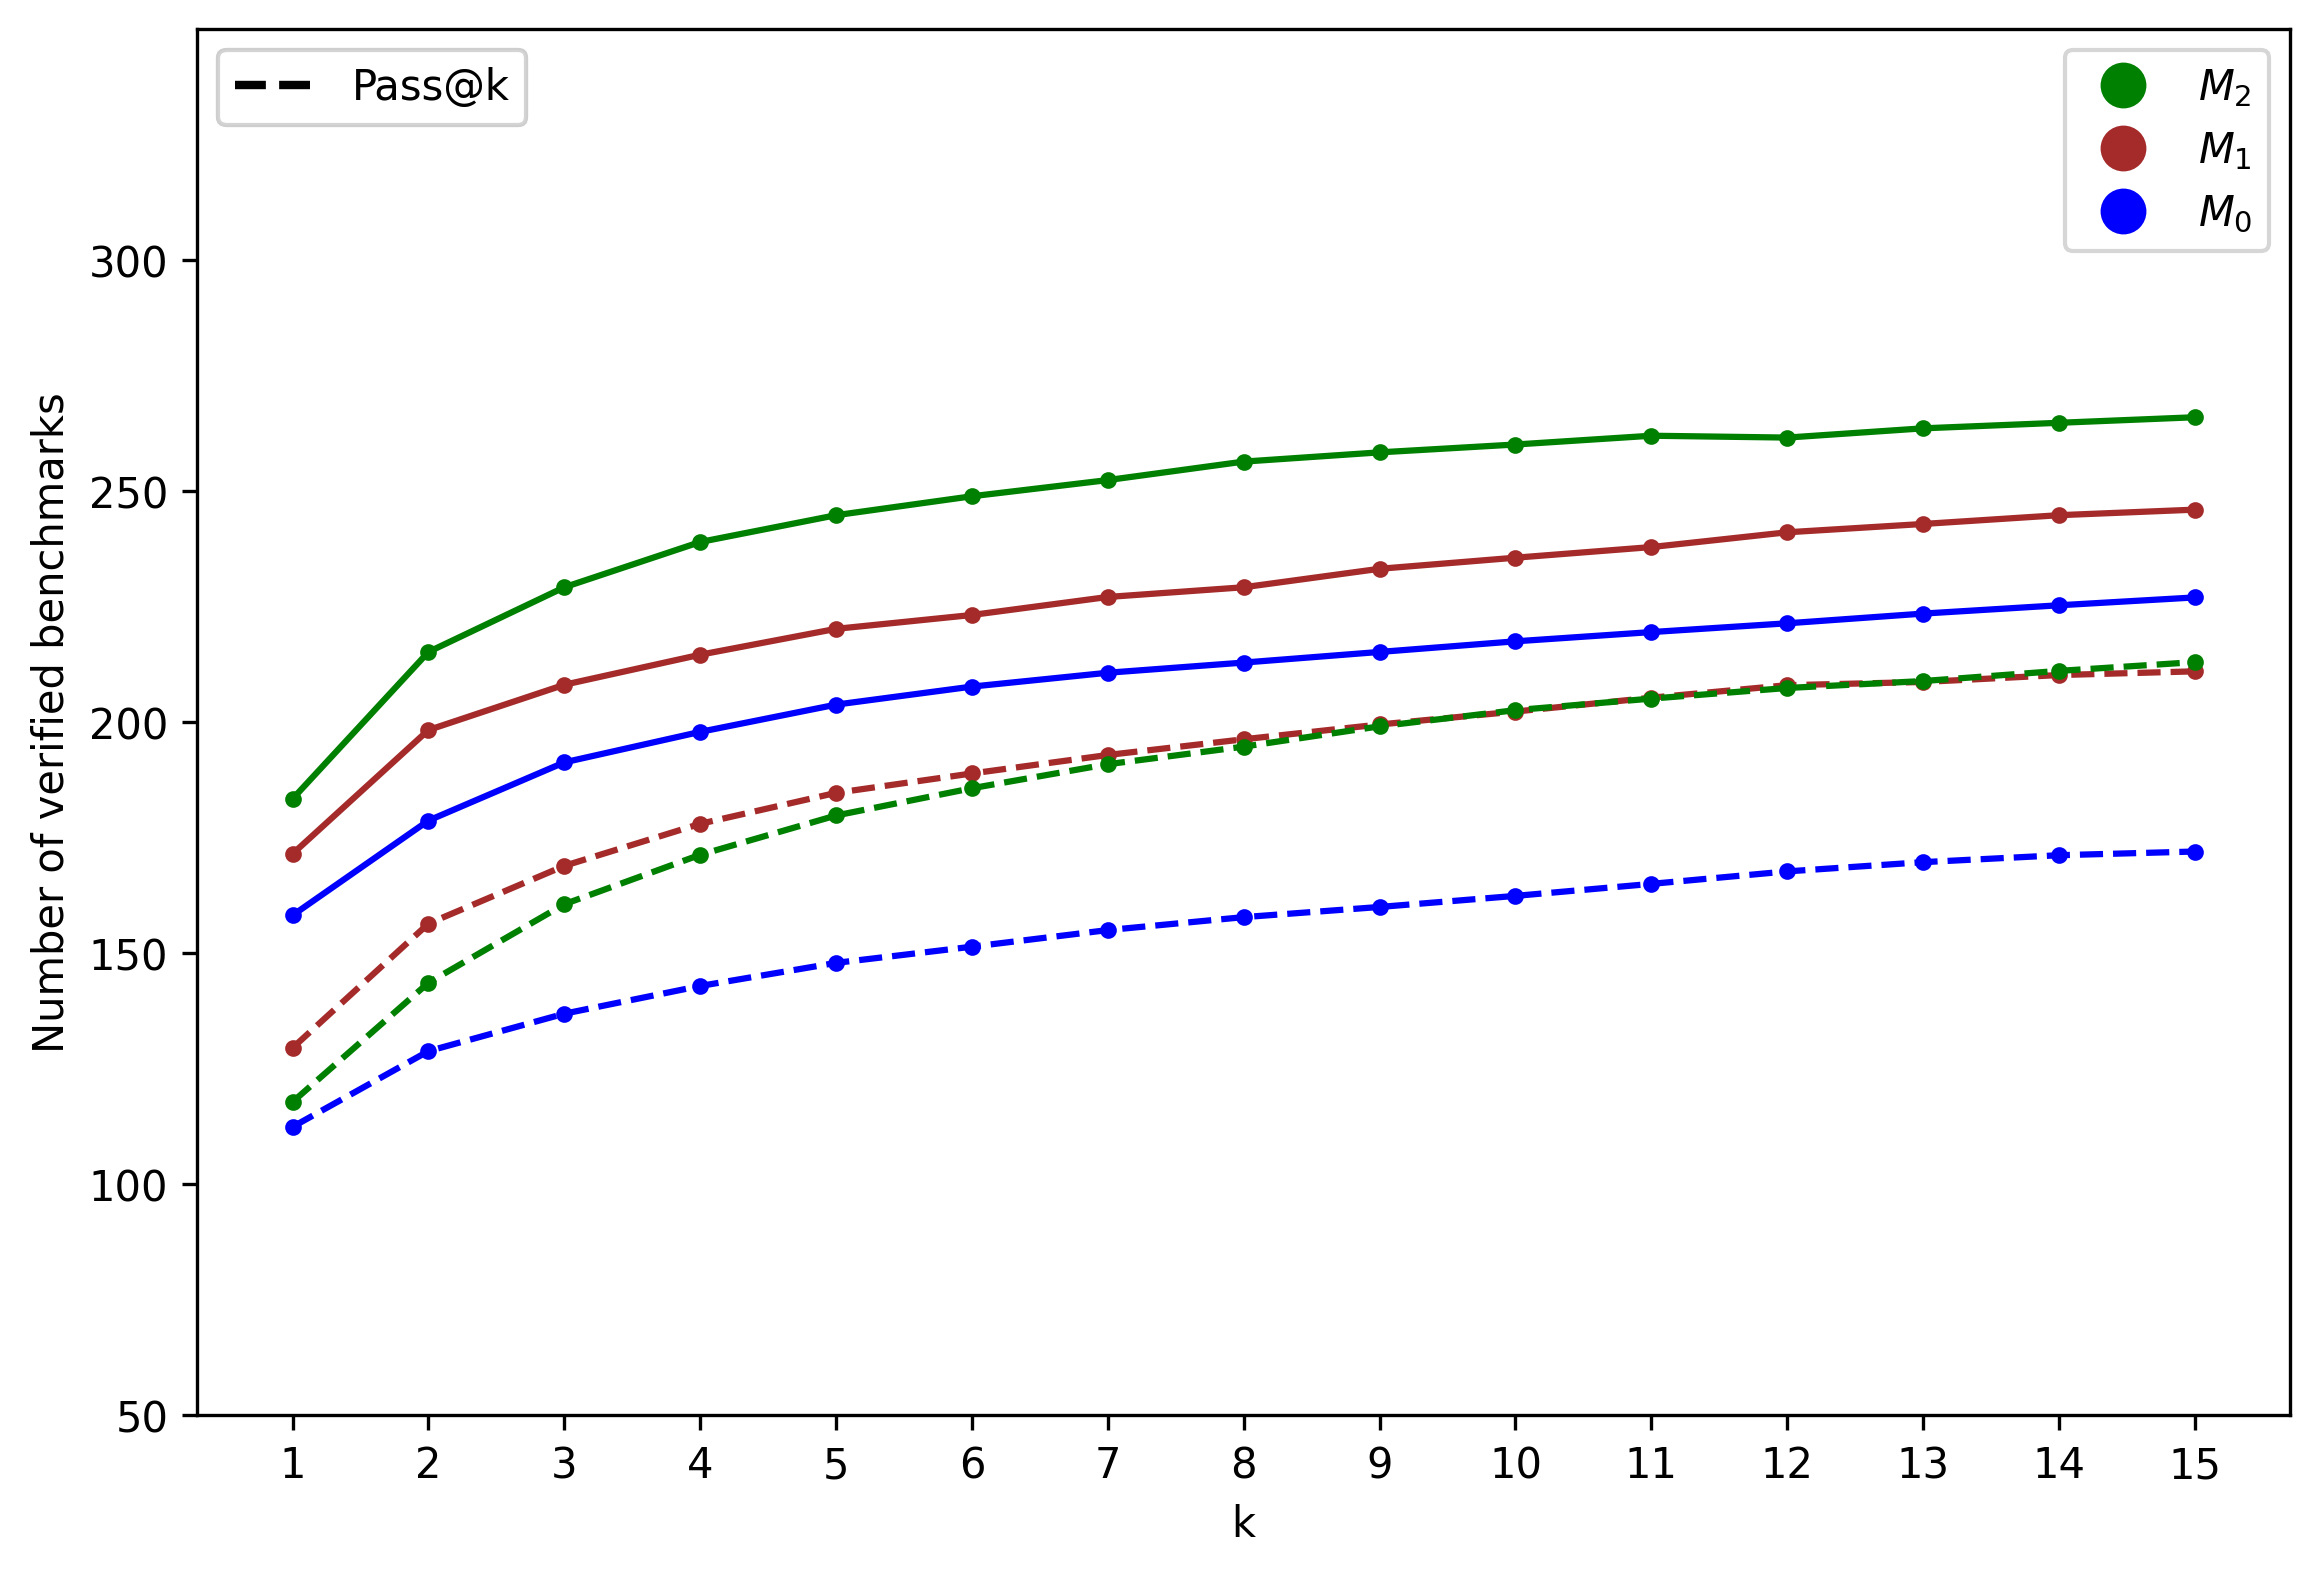 Pass@k
M₂
M₁
M₀
Number of verified benchmarks
300
250
200
150
100
50
1 2 3 4 5 6 7 8 9 10 11 12 13 14 15
k